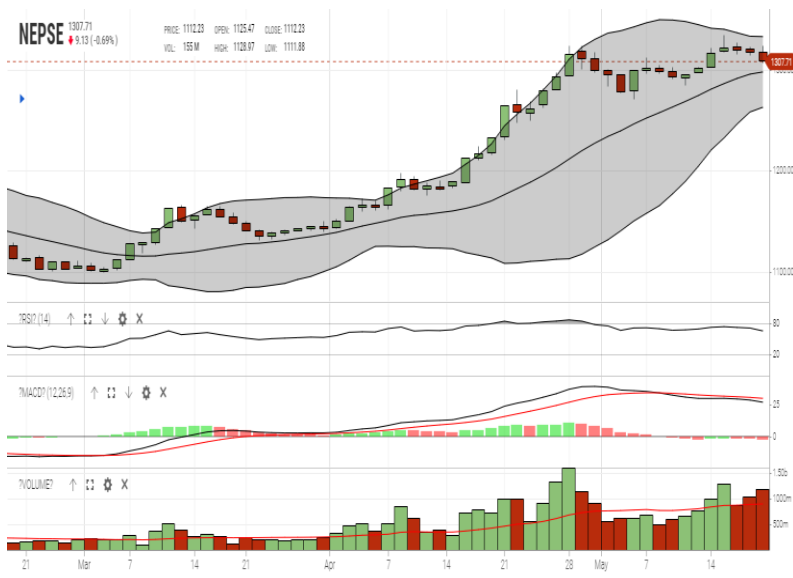 NEPSE 1307.71
9.13 (-0.69%)
PRICE: 1112.23 OPEN: 1125.47 CLOSE: 1112.23
VOL: 155 M HIGH: 1128.97 LOW: 1111.88
1307.71
1200.00
1100.00
?RSI? (14)
80
20
?MACD? (12,26,9)
25
0
?VOLUME?
1.50b
1000m
500m
21 Mar 7 14 21 Apr 7 14 21 28 May 7 14